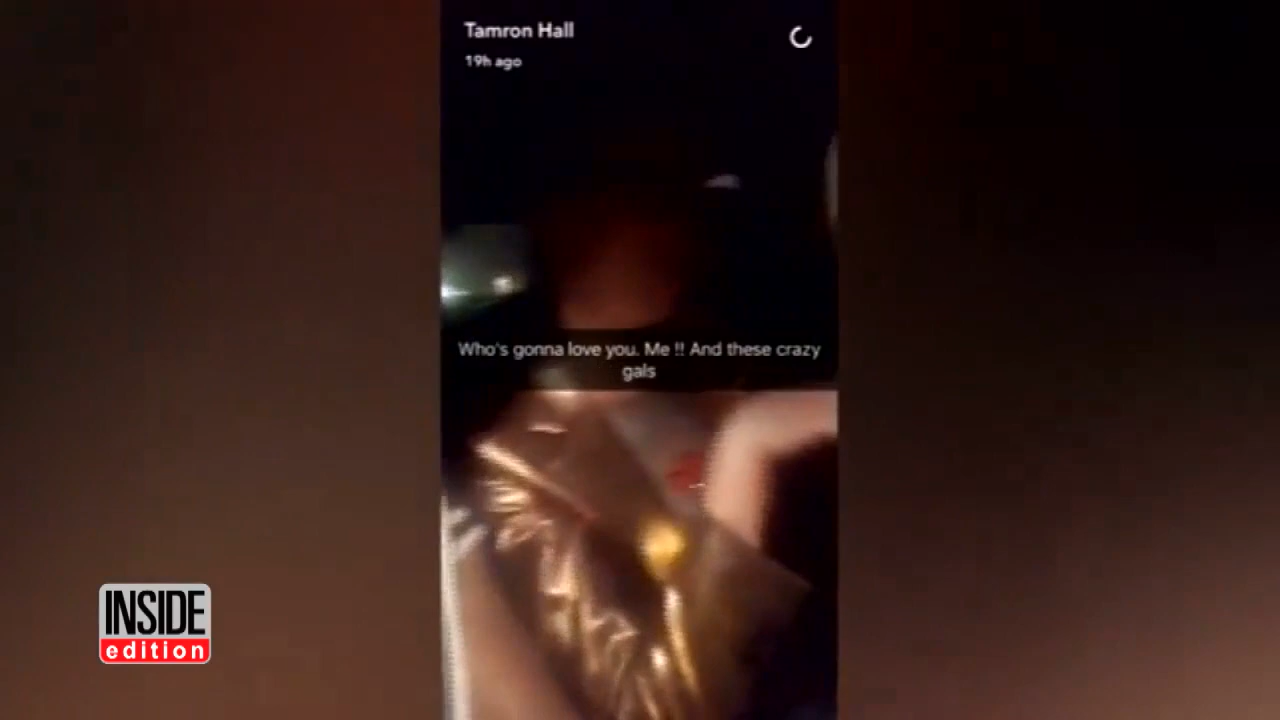 Tamron Hall
19h ago
Who's gonna love you. Me !! And these crazy
gals
INSIDE
edition